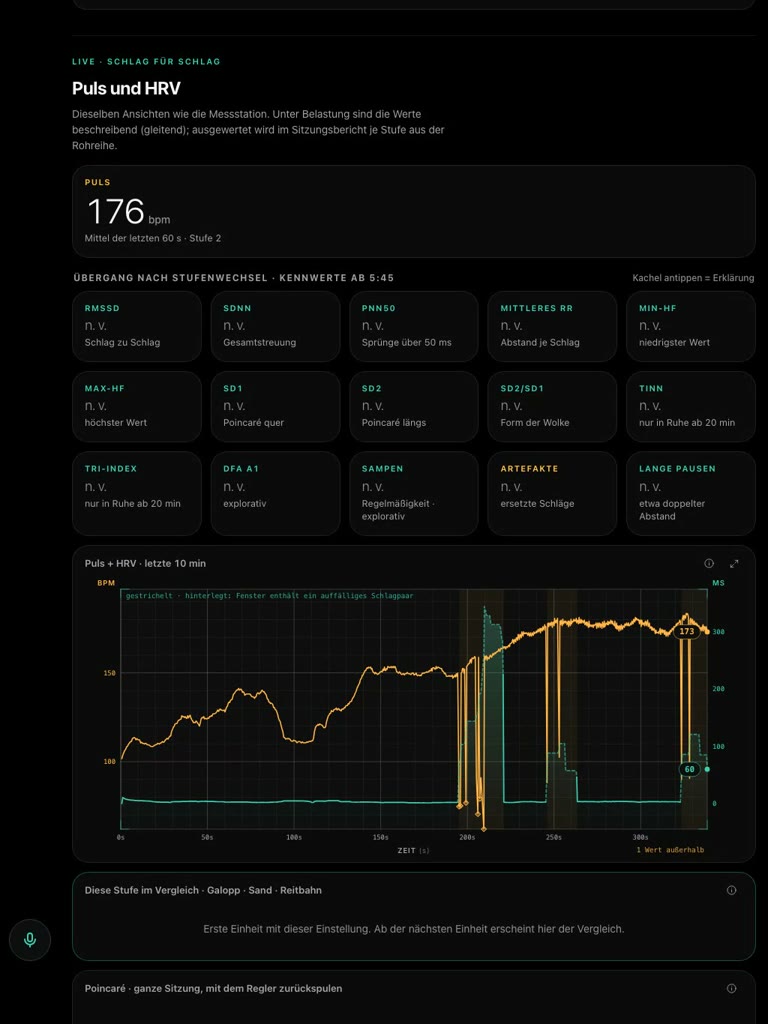 LIVE · SCHLAG FÜR SCHLAG
Puls und HRV
Dieselben Ansichten wie die Messstation. Unter Belastung sind die Werte
beschreibend (gleitend); ausgewertet wird im Sitzungsbericht je Stufe aus der
Rohreihe.
PULS
176 bpm
Mittel der letzten 60 s · Stufe 2
ÜBERGANG NACH STUFENWECHSEL · KENNWERTE AB 5:45
Kachel antippen = Erklärung
RMSSD
n. v.
Schlag zu Schlag
SDNN
n. v.
Gesamtstreuung
PNN50
n. v.
Sprünge über 50 ms
MITTLERES RR
n. v.
Abstand je Schlag
MIN-HF
n. v.
niedrigster Wert
MAX-HF
n. v.
höchster Wert
SD1
n. v.
Poincaré quer
SD2
n. v.
Poincaré längs
SD2/SD1
n. v.
Form der Wolke
TINN
n. v.
nur in Ruhe ab 20 min
TRI-INDEX
n. v.
nur in Ruhe ab 20 min
DFA A1
n. v.
explorativ
SAMPEN
n. v.
Regelmäßigkeit ·
explorativ
ARTEFAKTE
n. v.
ersetzte Schläge
LANGE PAUSEN
n. v.
etwa doppelter
Abstand
Puls + HRV · letzte 10 min
BPM
MS
gestrichelt · hinterlegt: Fenster enthält ein auffälliges Schlagpaar
173
300
150
200
100
100
60
0
0s 50s 100s 150s 200s 250s 300s
ZEIT [s]
1 Wert außerhalb
Diese Stufe im Vergleich · Galopp · Sand · Reitbahn
Erste Einheit mit dieser Einstellung. Ab der nächsten Einheit erscheint hier der Vergleich.
Poincaré · ganze Sitzung, mit dem Regler zurückspulen